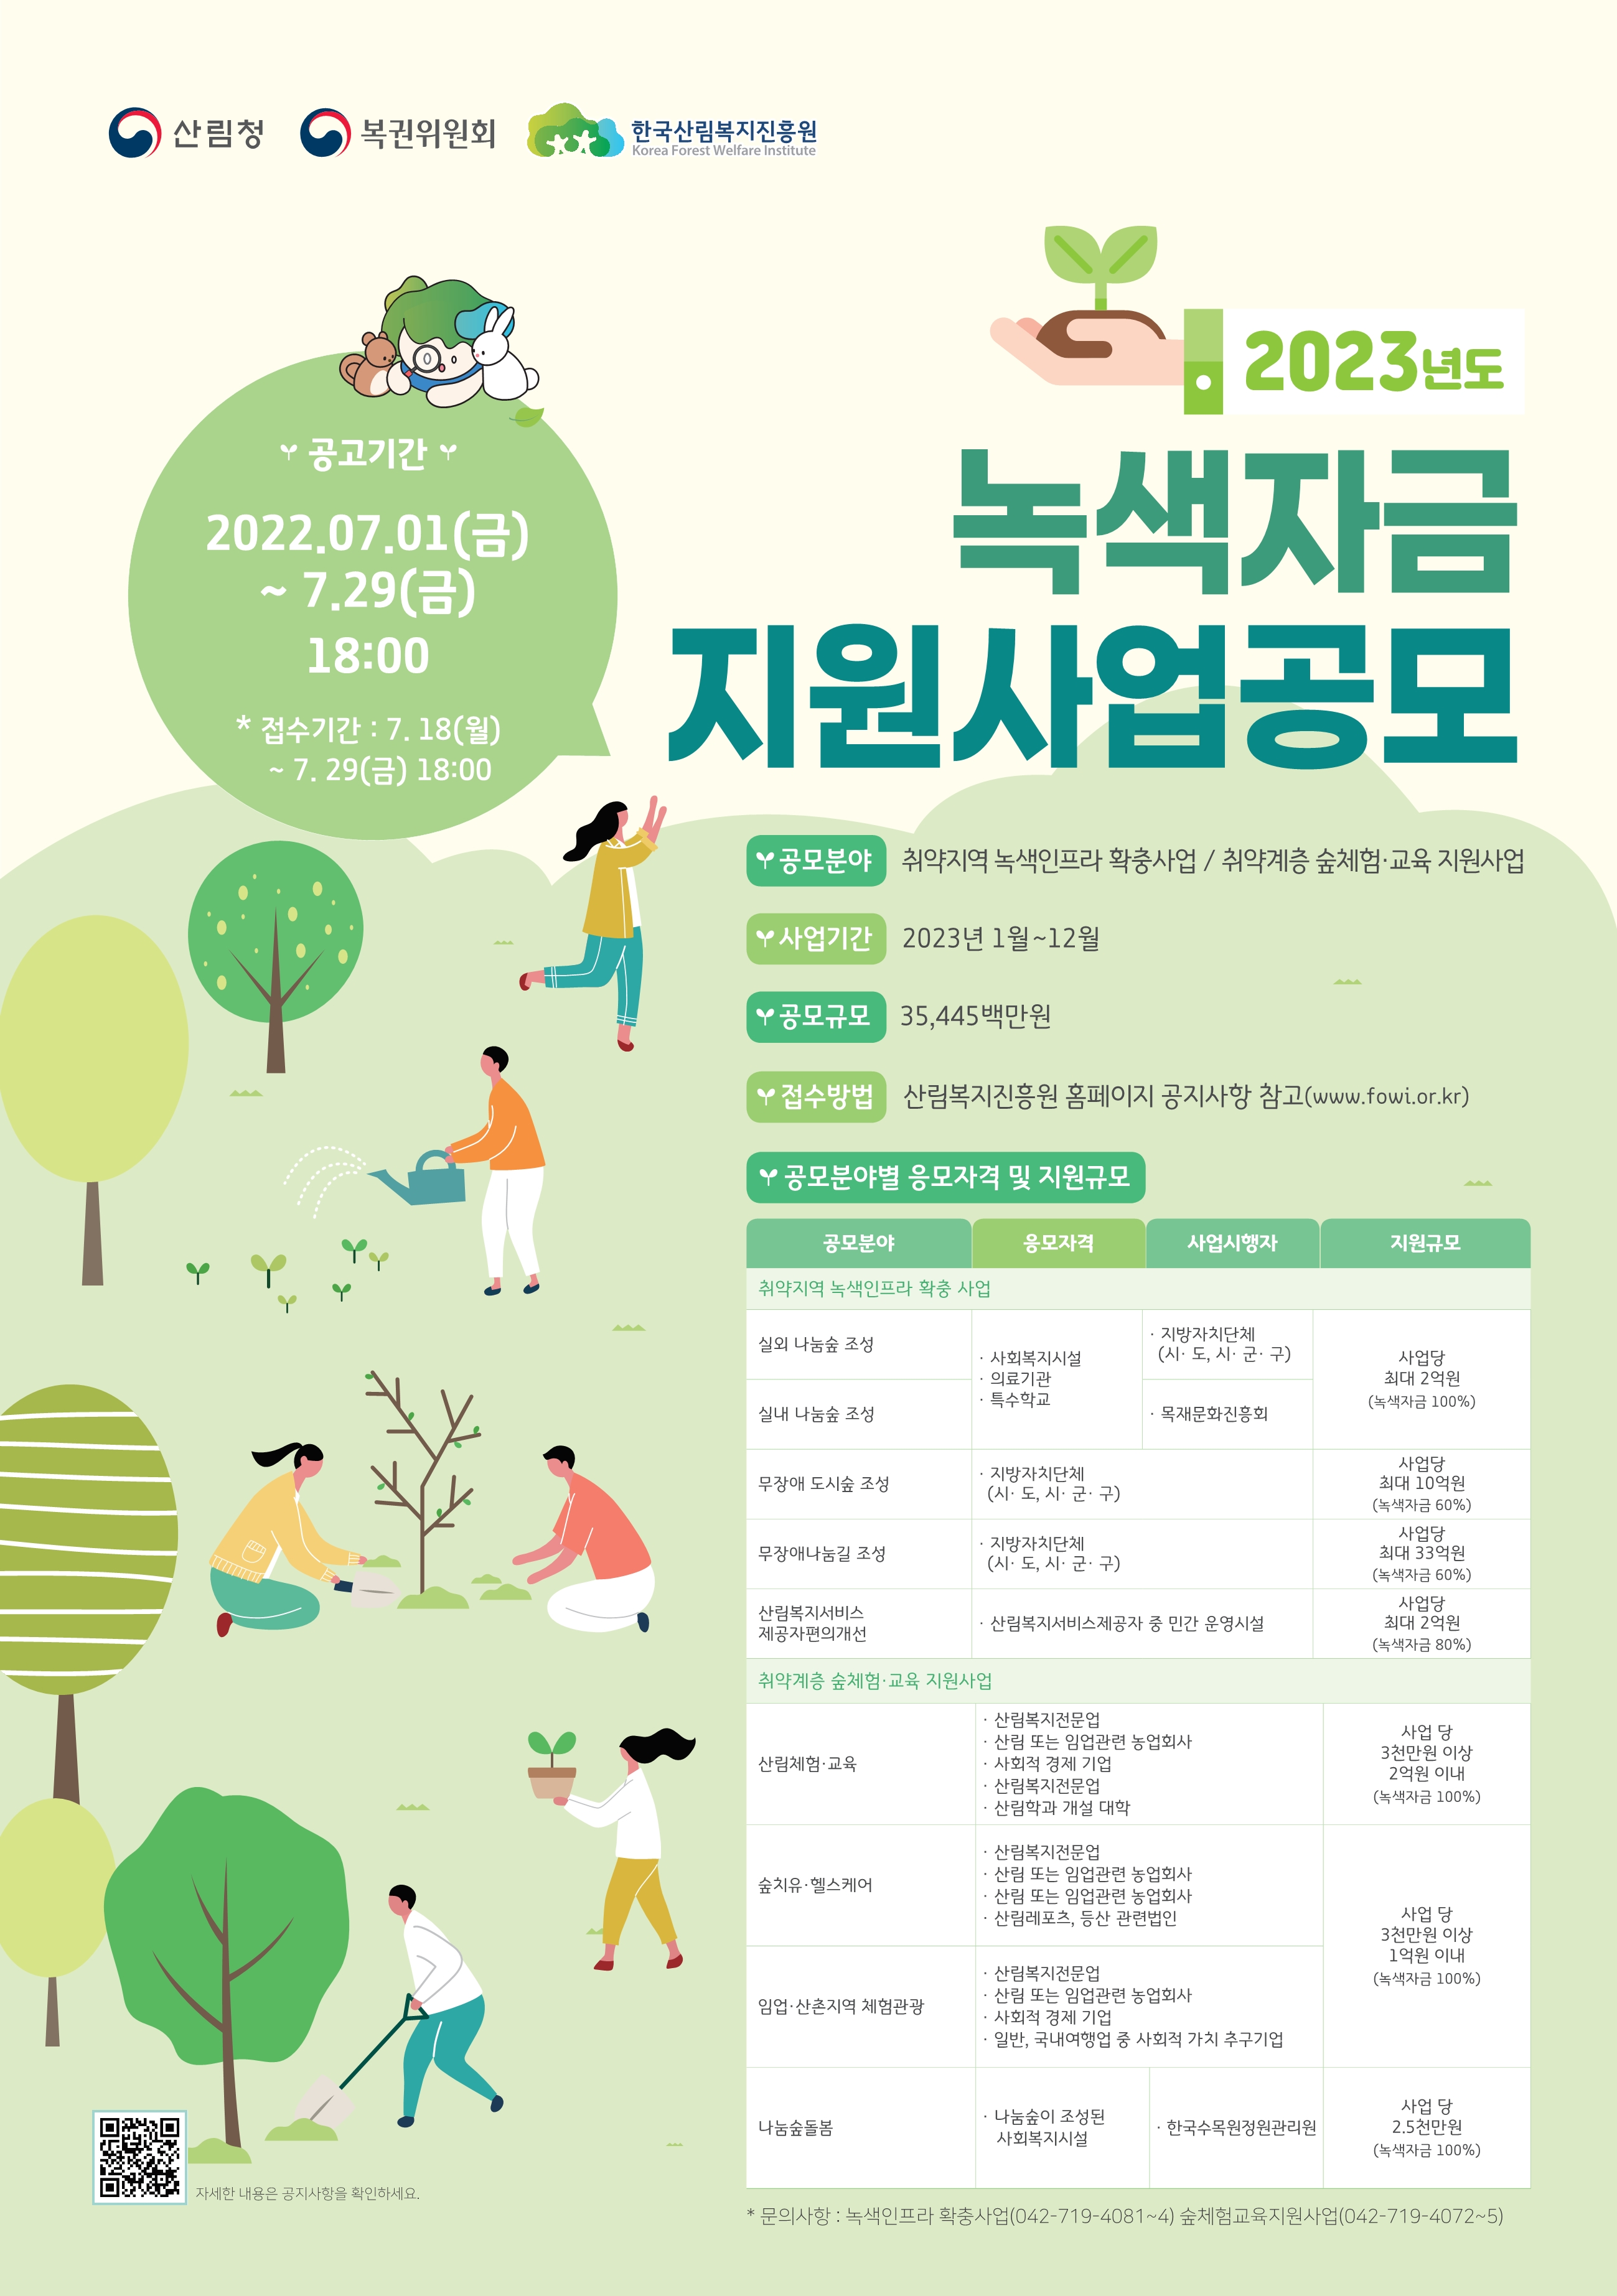 산림청
복권위원회
한국산림복지진흥원
Korea Forest Welfare Institute
2023년도
녹색자금
지원사업공모
공고기간
2022.07.01(금)
~ 7.29(금)
18:00
* 접수기간 : 7. 18(월)
~ 7. 29(금) 18:00
공모분야 취약지역 녹색인프라 확충사업 / 취약계층 숲체험·교육 지원사업
사업기간 2023년 1월~12월
공모규모 35,445백만원
접수방법 산림복지진흥원 홈페이지 공지사항 참고(www.fowi.or.kr)
공모분야별 응모자격 및 지원규모
공모분야 응모자격 사업시행자 지원규모
취약지역 녹색인프라 확충 사업
실외 나눔숲 조성
실내 나눔숲 조성
· 사회복지시설
· 의료기관
· 특수학교
· 지방자치단체
(시· 도, 시· 군· 구)
· 목재문화진흥회
사업당
최대 2억원
(녹색자금 100%)
무장애 도시숲 조성
· 지방자치단체
(시· 도, 시· 군· 구)
사업당
최대 10억원
(녹색자금 60%)
무장애나눔길 조성
· 지방자치단체
(시· 도, 시· 군· 구)
사업당
최대 33억원
(녹색자금 60%)
산림복지서비스
제공자편의개선
· 산림복지서비스제공자 중 민간 운영시설
사업당
최대 2억원
(녹색자금 80%)
취약계층 숲체험·교육 지원사업
산림체험·교육
· 산림복지전문업
· 산림 또는 임업관련 농업회사
· 사회적 경제 기업
· 산림복지전문업
· 산림학과 개설 대학
사업 당
3천만원 이상
2억원 이내
(녹색자금 100%)
숲치유·헬스케어
· 산림복지전문업
· 산림 또는 임업관련 농업회사
· 산림 또는 임업관련 농업회사
· 산림레포츠, 등산 관련법인
임업·산촌지역 체험관광
· 산림복지전문업
· 산림 또는 임업관련 농업회사
· 사회적 경제 기업
· 일반, 국내여행업 중 사회적 가치 추구기업
사업 당
3천만원 이상
1억원 이내
(녹색자금 100%)
나눔숲돌봄
· 나눔숲이 조성된
사회복지시설
· 한국수목원정원관리원
사업 당
2.5천만원
(녹색자금 100%)
자세한 내용은 공지사항을 확인하세요.
* 문의사항 : 녹색인프라 확충사업(042-719-4081~4) 숲체험교육지원사업(042-719-4072~5)